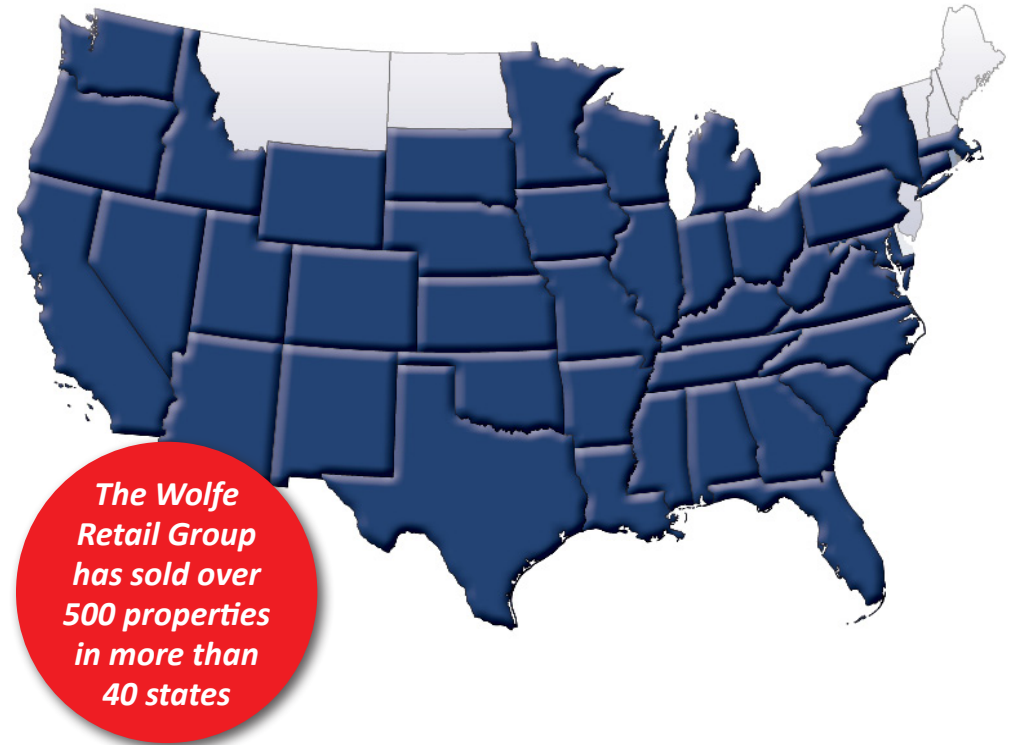 The Wolfe
Retail Group
has sold over
500 properties
in more than
40 states